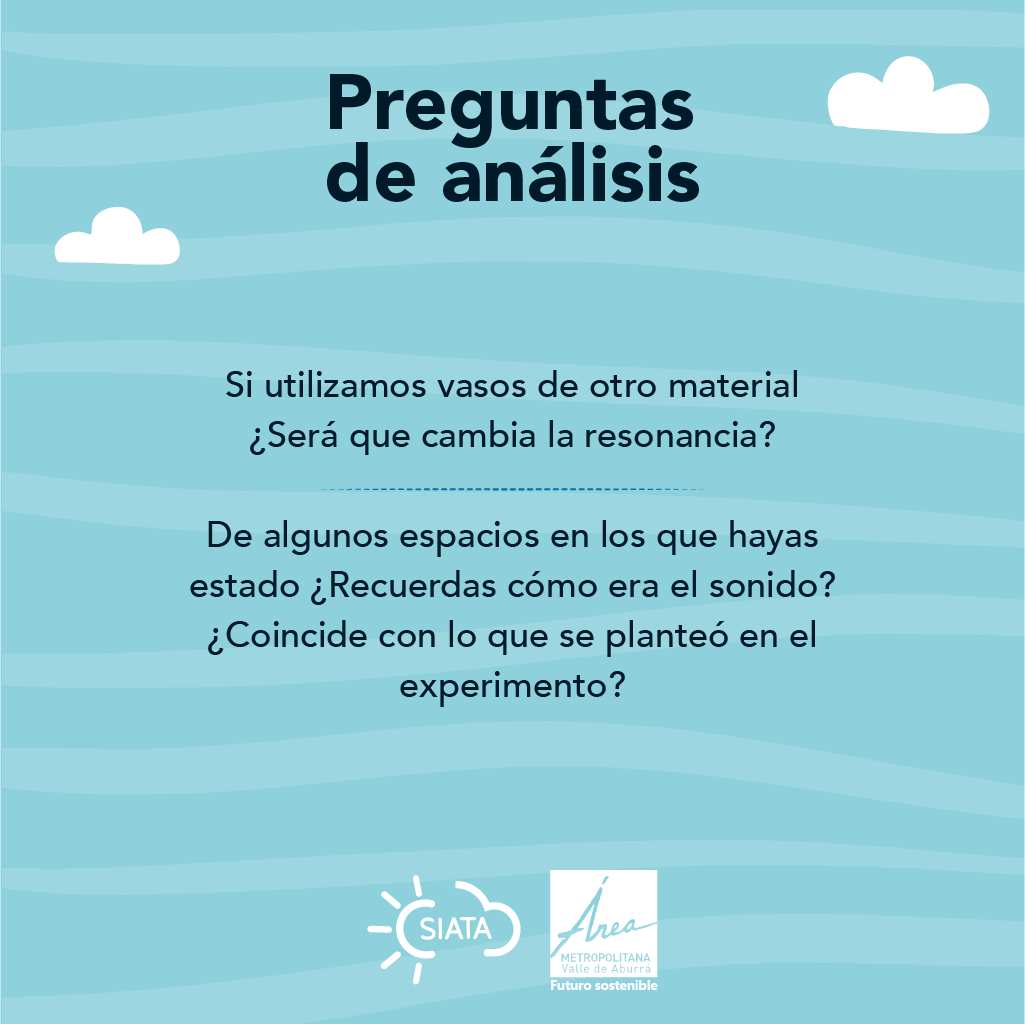 Preguntas
de análisis
Si utilizamos vasos de otro material
¿Será que cambia la resonancia?
De algunos espacios en los que hayas
estado ¿Recuerdas cómo era el sonido?
¿Coincide con lo que se planteó en el
experimento?
SIATA
Área
METROPOLITANA
Valle de Aburrá
Futuro sostenible